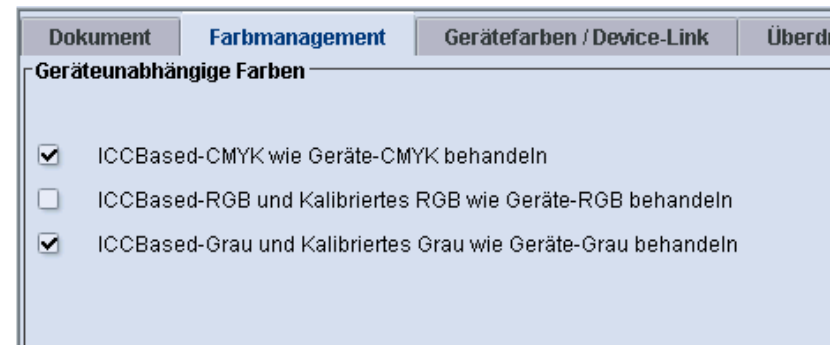 Dokument Farbmanagement Gerätefarben / Device-Link
Geräteunabhängige Farben
ICCBased-CMYK wie Geräte-CMYK behandeln
ICCBased-RGB und Kalibriertes RGB wie Geräte-RGB behandeln
ICCBased-Grau und Kalibriertes Grau wie Geräte-Grau behandeln